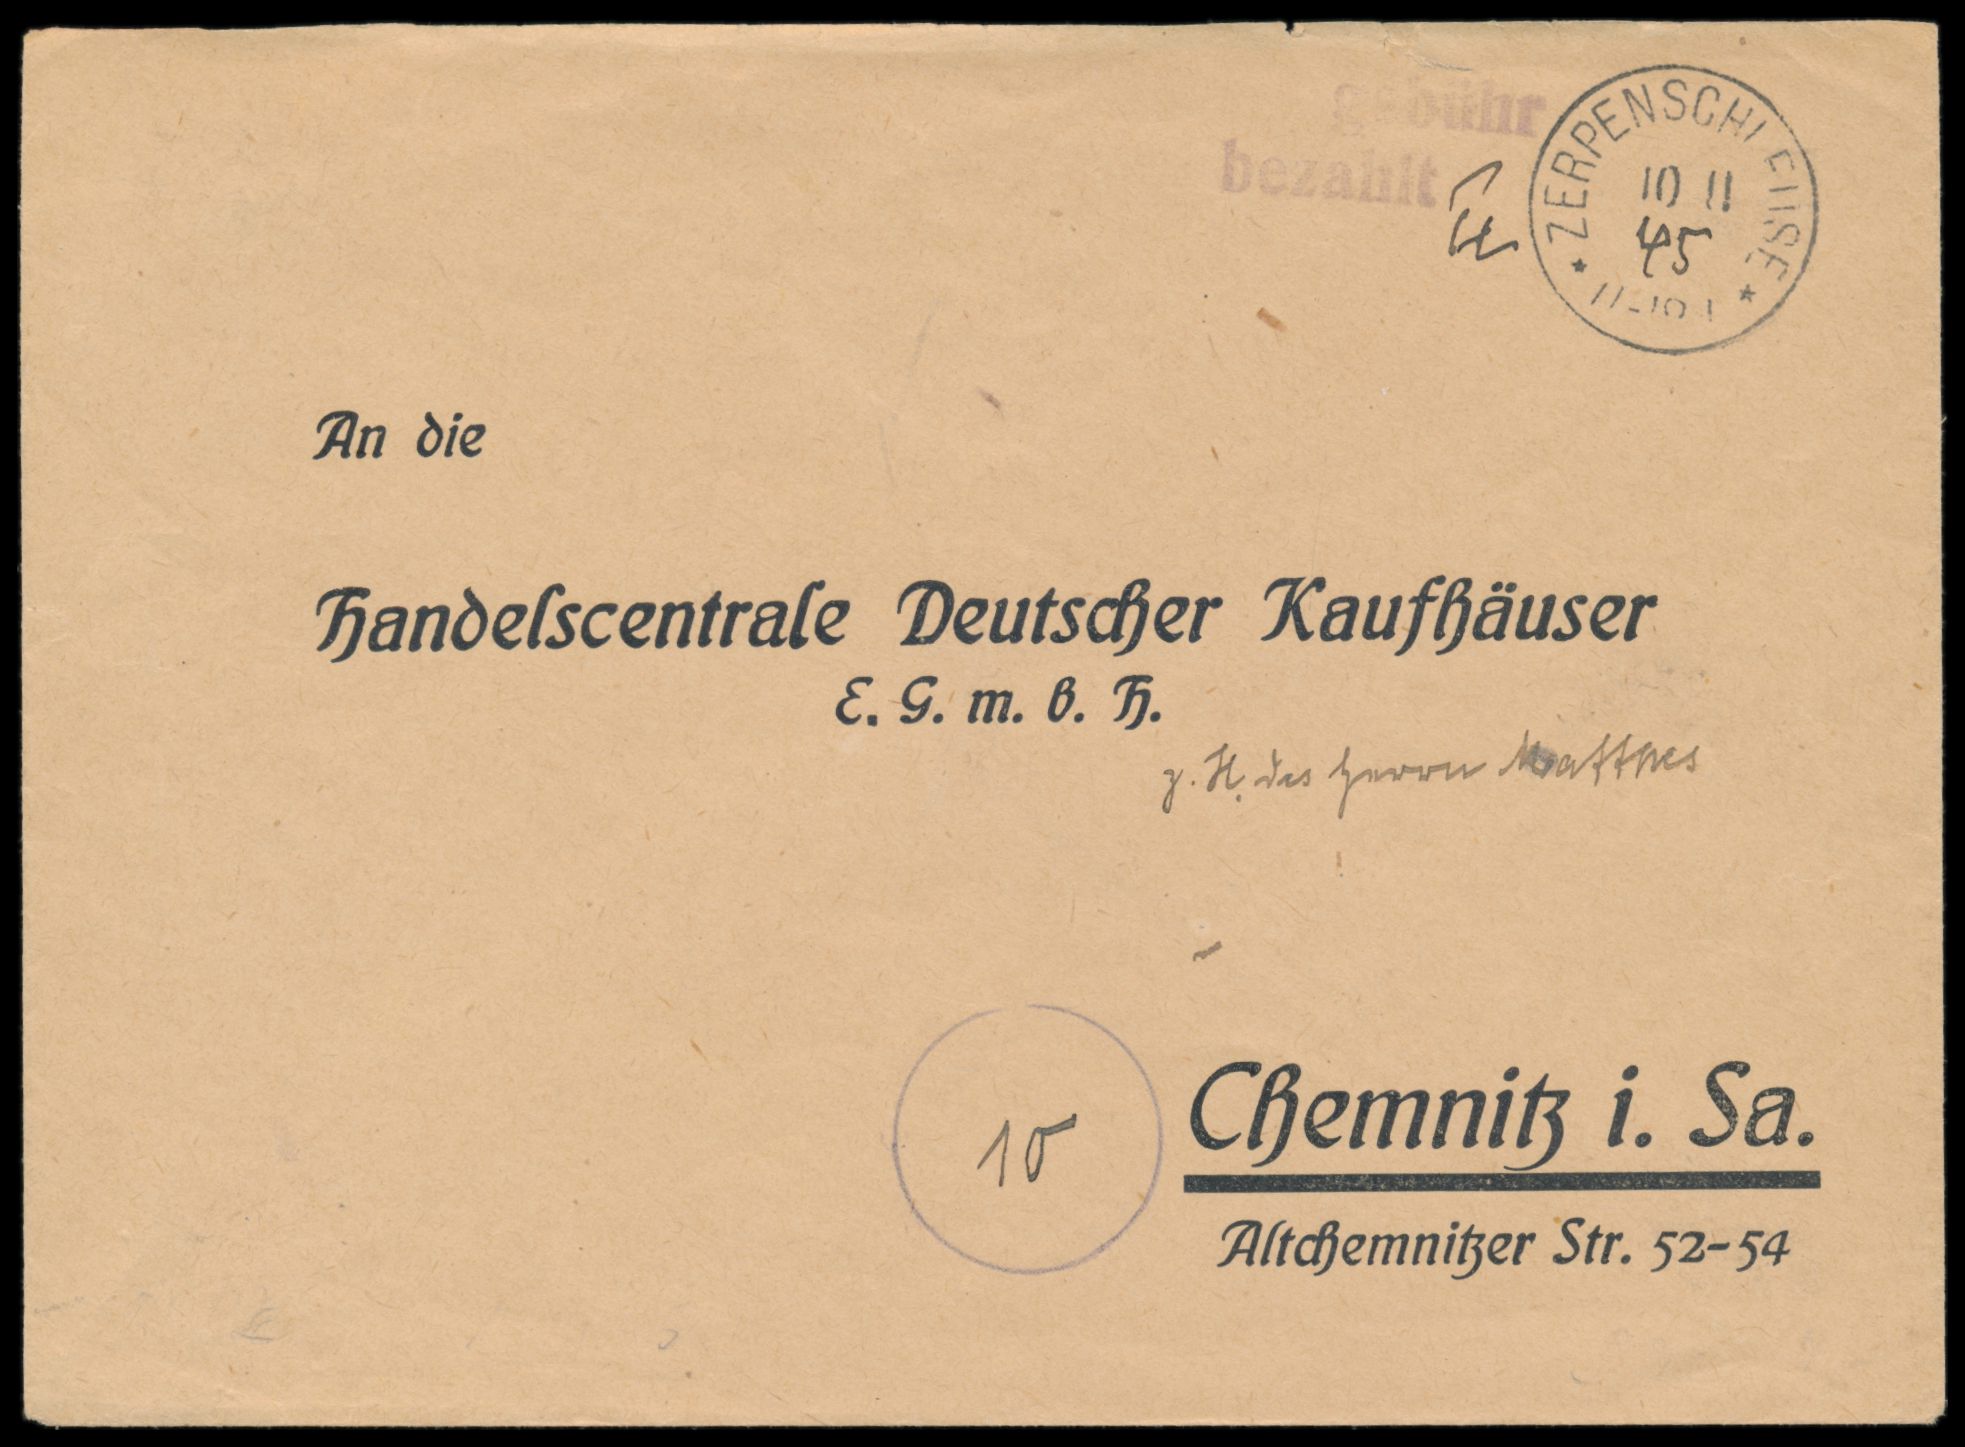 Gebühr
bezahlt
ZERPENSCHLEUSE
10 11
45
An die
Handelscentrale Deutscher Kaufhäuser
E. G. m. b. H.
z. H. des Herrn Matthes
10
Chemnitz i. Sa.
Altchemnitzer Str. 52-54